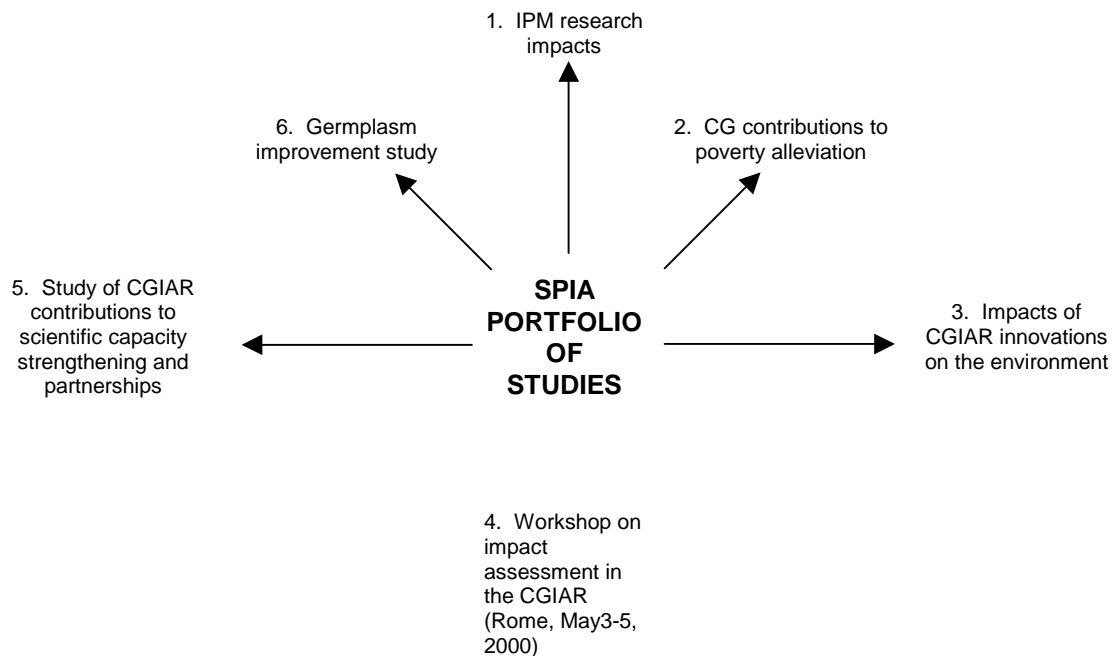 1. IPM research
impacts
6. Germplasm
improvement study
2. CG contributions to
poverty alleviation
SPIA
PORTFOLIO
OF
STUDIES
5. Study of CGIAR
contributions to
scientific capacity
strengthening and
partnerships
3. Impacts of
CGIAR innovations
on the environment
4. Workshop on
impact
assessment in
the CGIAR
(Rome, May3-5,
2000)